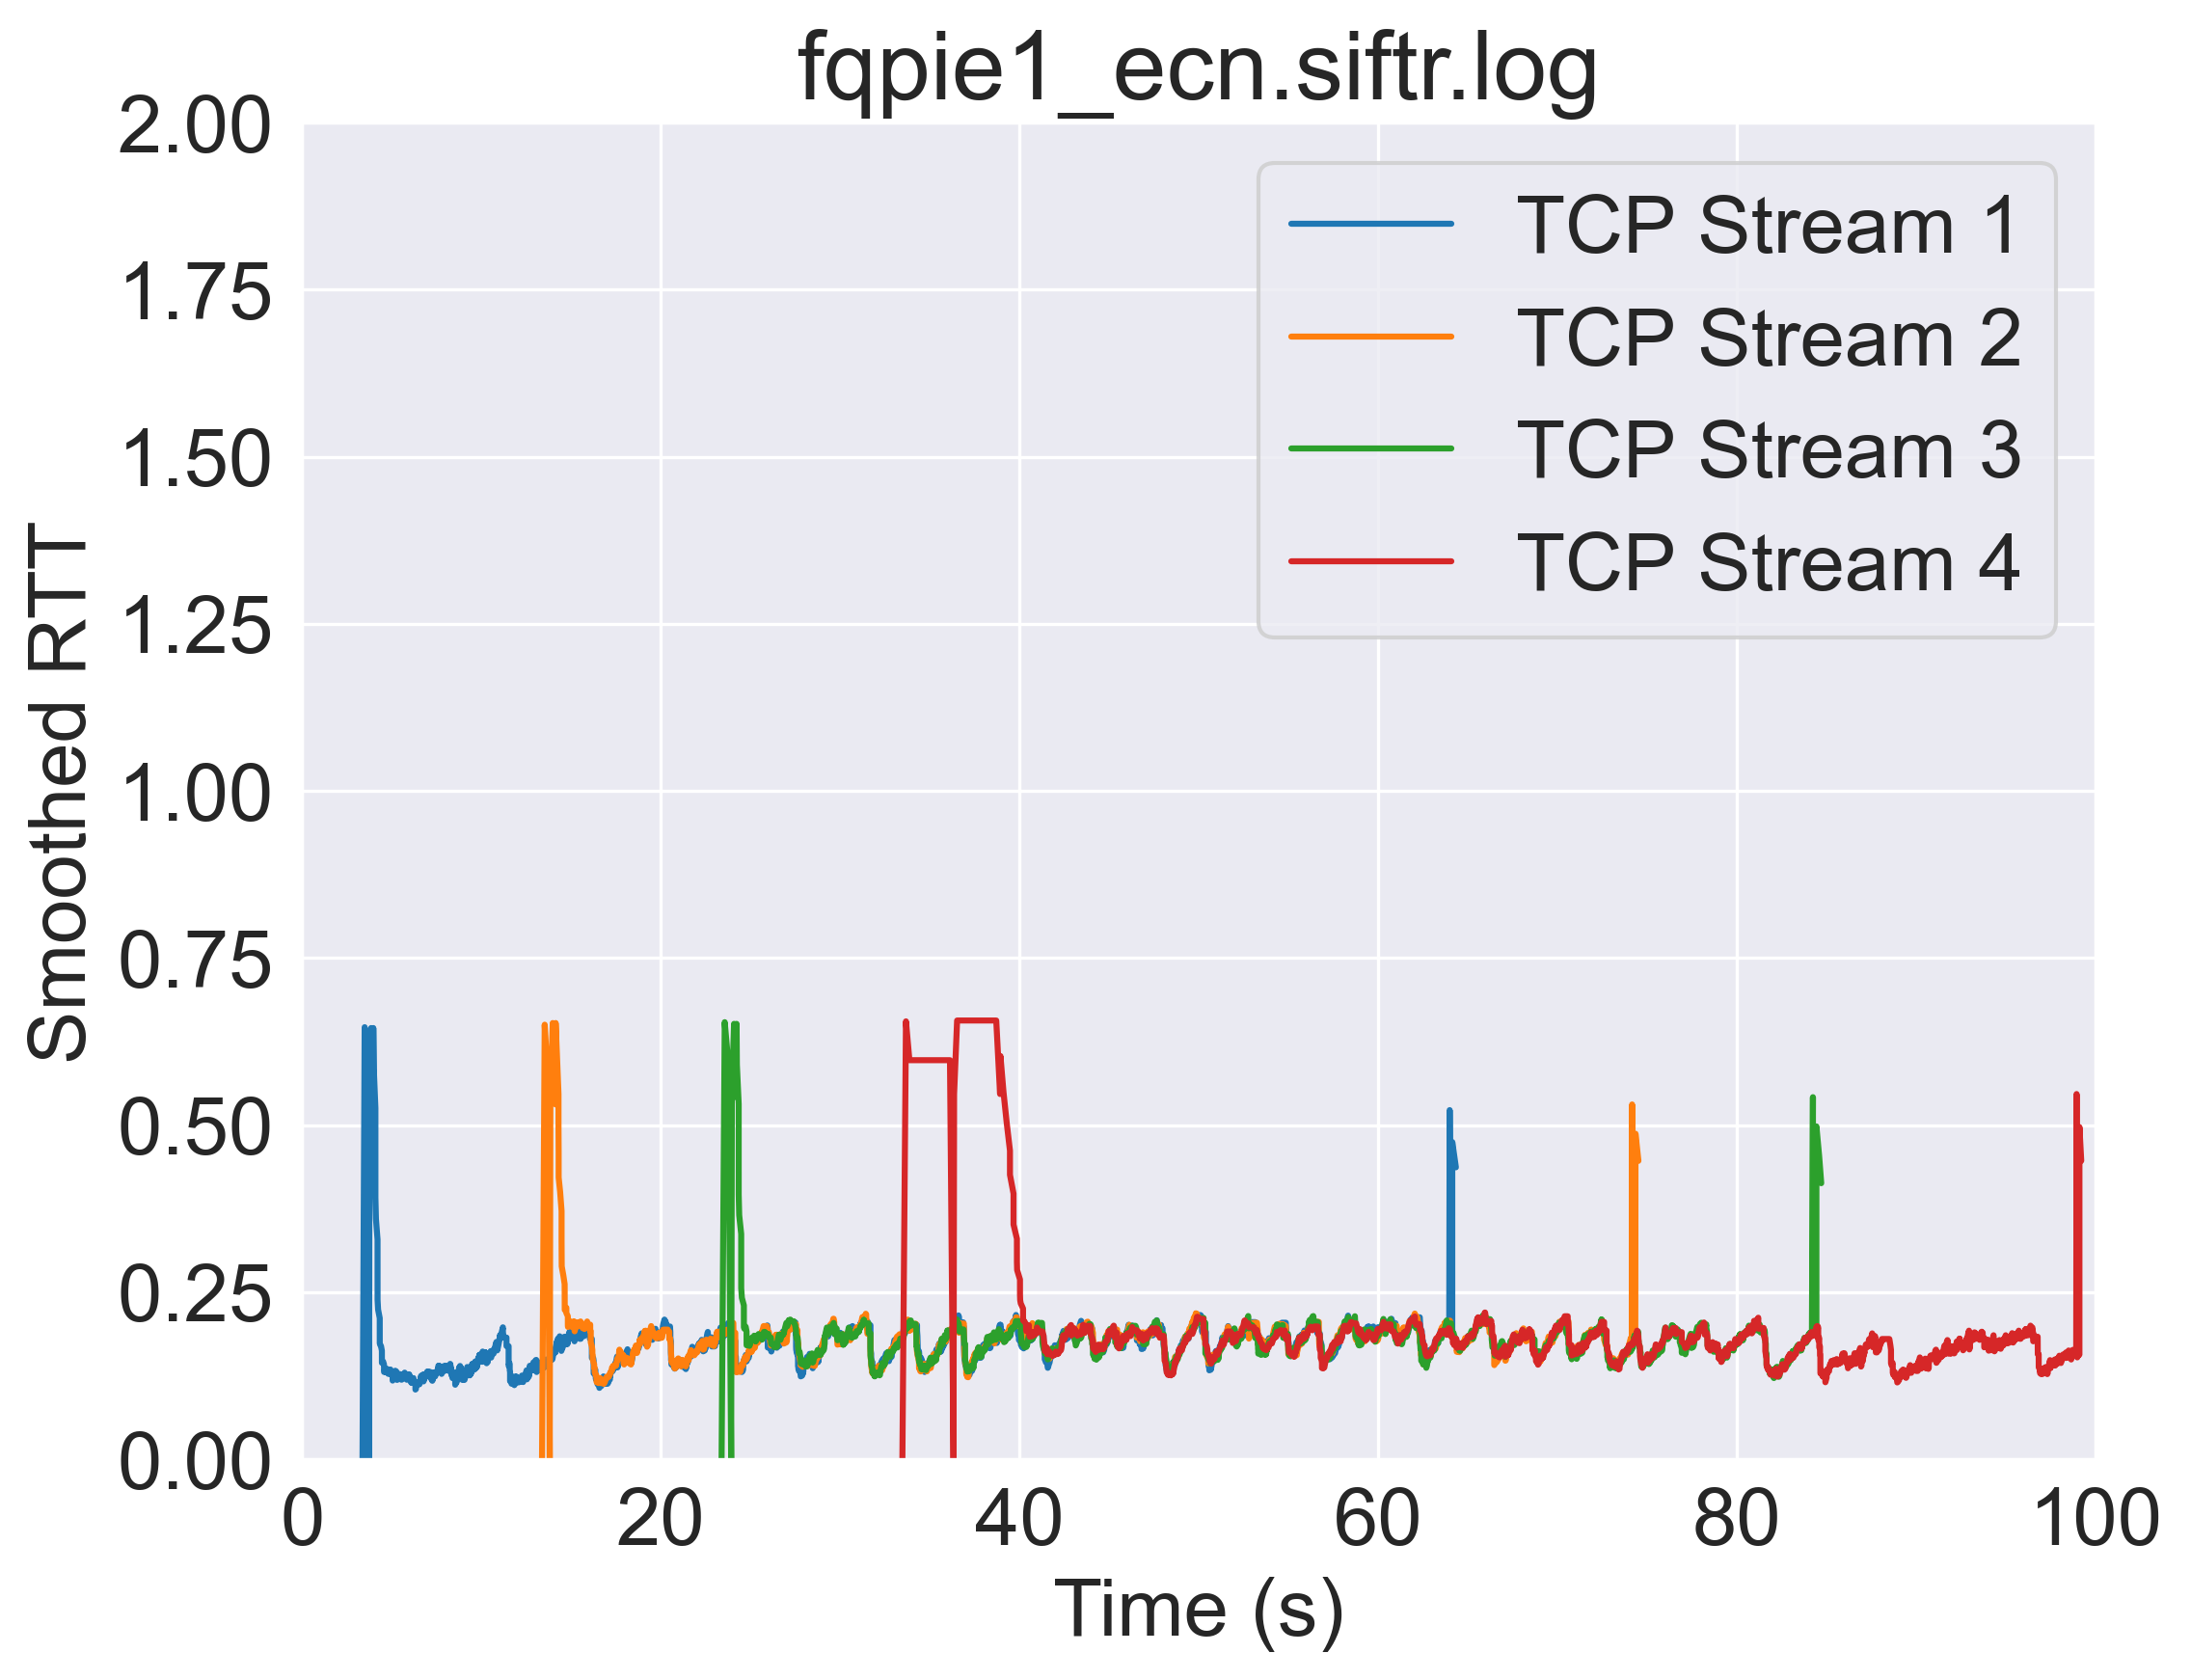 fqpie1_ecn.siftr.log
2.00
1.75
1.50
1.25
1.00
0.75
0.50
0.25
0.00
Smoothed RTT
TCP Stream 1
TCP Stream 2
TCP Stream 3
TCP Stream 4
0 20 40 60 80 100
Time (s)